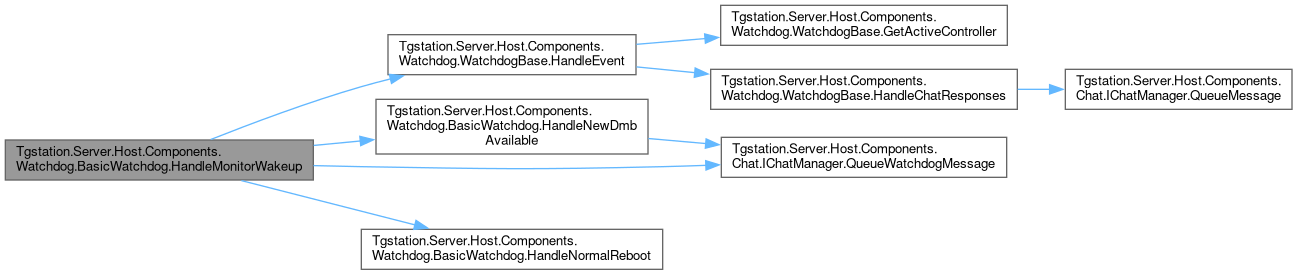 Tgstation.Server.Host.Components.
Watchdog.BasicWatchdog.HandleMonitorWakeup
Tgstation.Server.Host.Components.
Watchdog.WatchdogBase.HandleEvent
Tgstation.Server.Host.Components.
Watchdog.WatchdogBase.GetActiveController
Tgstation.Server.Host.Components.
Watchdog.WatchdogBase.HandleChatResponses
Tgstation.Server.Host.Components.
Chat.IChatManager.QueueMessage
Tgstation.Server.Host.Components.
Watchdog.BasicWatchdog.HandleNewDmb
Available
Tgstation.Server.Host.Components.
Chat.IChatManager.QueueWatchdogMessage
Tgstation.Server.Host.Components.
Watchdog.BasicWatchdog.HandleNormalReboot